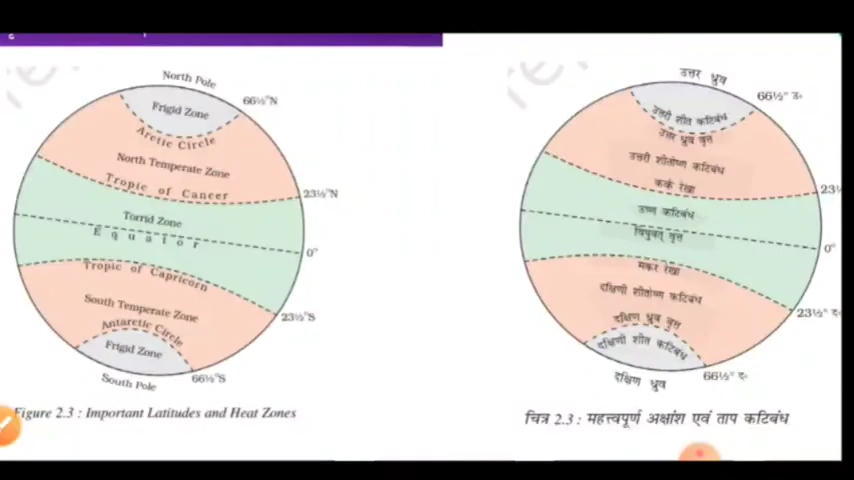 North Pole
66½°N
Frigid Zone
Arctic Circle
North Temperate Zone
Tropic of Cancer
23½°N
Torrid Zone
Equator
0°
Tropic of Capricorn
South Temperate Zone
23½°S
Antarctic Circle
Frigid Zone
66½°S
South Pole
Figure 2.3 : Important Latitudes and Heat Zones
उत्तर ध्रुव
66½° उ॰
उत्तरी शीत कटिबंध
उत्तर ध्रुव वृत्त
उत्तरी शीतोष्ण कटिबंध
कर्क रेखा
उष्ण कटिबंध
विषुवत् वृत्त
0°
मकर रेखा
दक्षिणी शीतोष्ण कटिबंध
23½° द॰
दक्षिण ध्रुव वृत्त
दक्षिणी शीत कटिबंध
66½° द॰
दक्षिण ध्रुव
चित्र 2.3 : महत्त्वपूर्ण अक्षांश एवं ताप कटिबंध